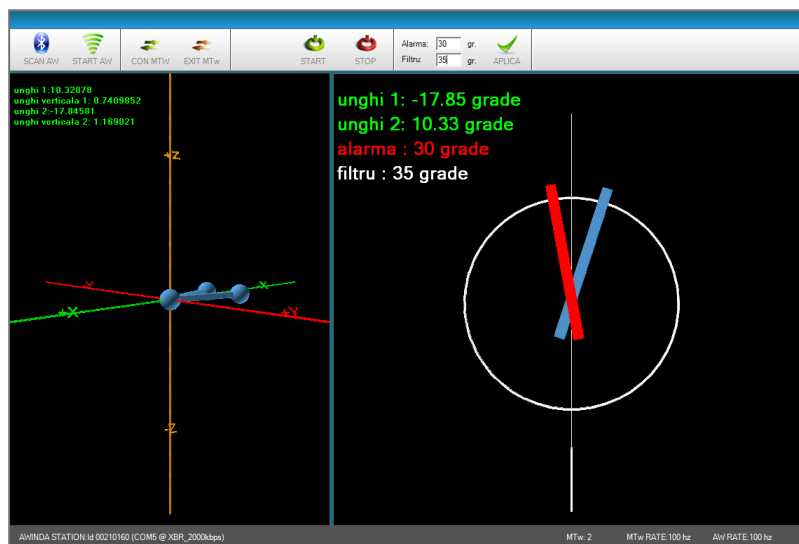 Alarma: 30 gr.
Filtru: 35 gr.
SCAN AW START AW CON MTW EXIT MTw START STOP APLICA
unghi 1:10.32878
unghi verticala 1: 0.7409852
unghi 2:-17.84581
unghi verticala 2: 1.169021
+Z
-Y
-X
+X
+Y
-Z
unghi 1: -17.85 grade
unghi 2: 10.33 grade
alarma : 30 grade
filtru : 35 grade
AWINDA STATION:Id 00210160 (COM5 @ XBR_2000kbps) MTw: 2 MTw RATE:100 hz AW RATE:100 hz